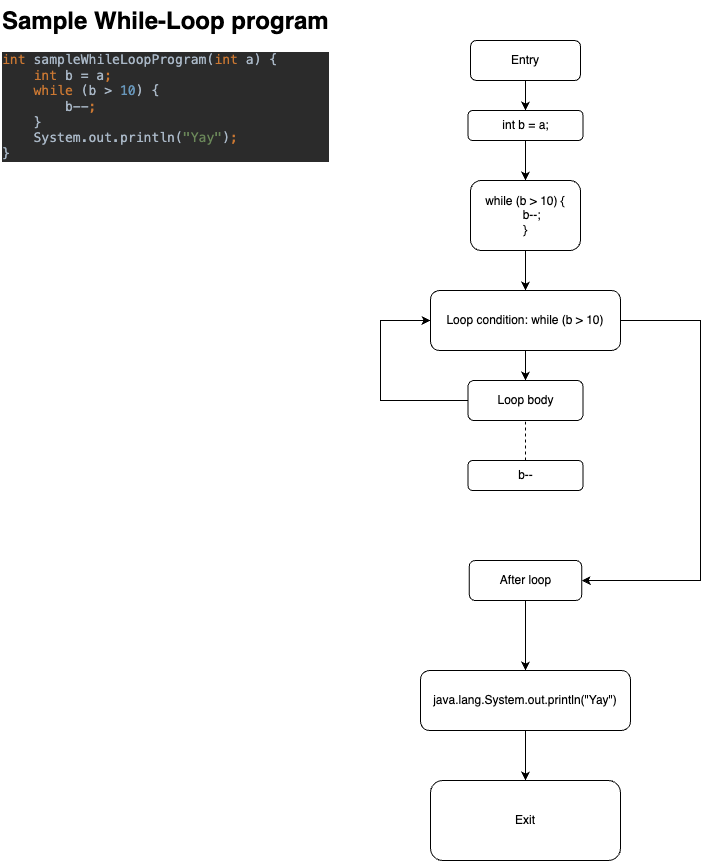 Sample While-Loop program
int sampleWhileLoopProgram(int a) {
int b = a;
while (b > 10) {
b--;
}
System.out.println("Yay");
}
Entry
int b = a;
while (b > 10) {
b--;
}
Loop condition: while (b > 10)
Loop body
b--
After loop
java.lang.System.out.println("Yay")
Exit